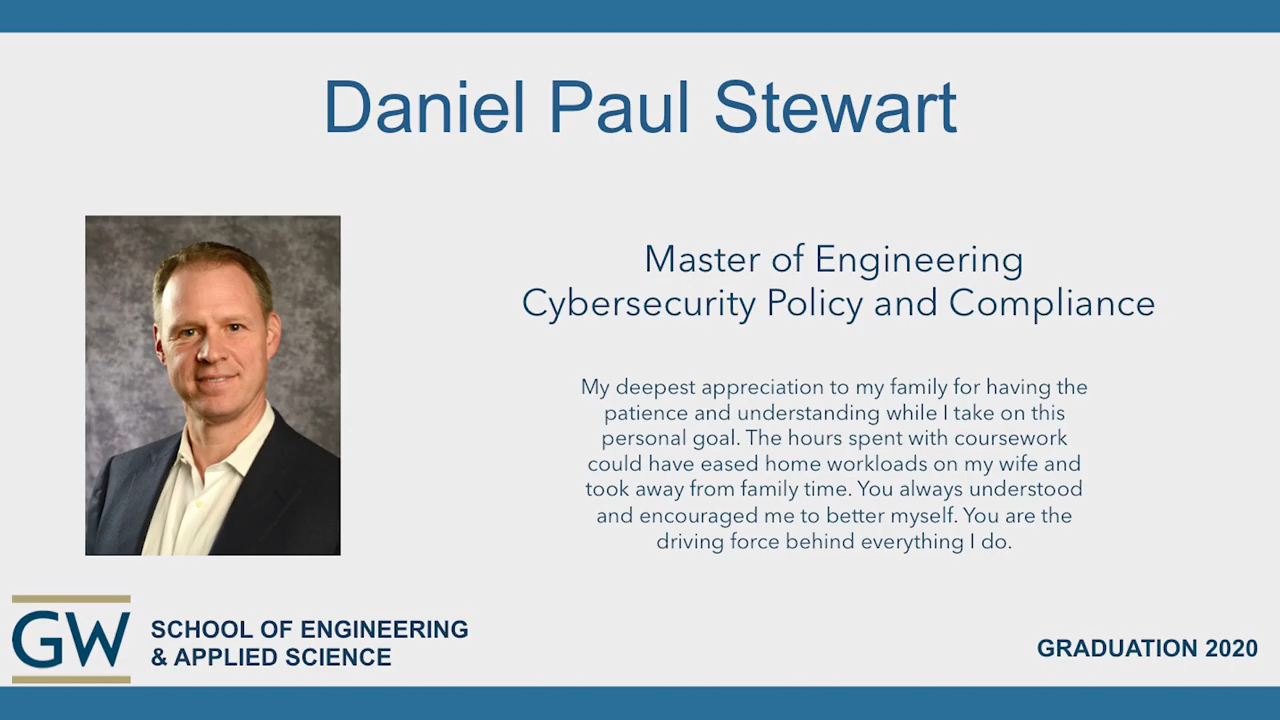 Daniel Paul Stewart
Master of Engineering
Cybersecurity Policy and Compliance
My deepest appreciation to my family for having the
patience and understanding while I take on this
personal goal. The hours spent with coursework
could have eased home workloads on my wife and
took away from family time. You always understood
and encouraged me to better myself. You are the
driving force behind everything I do.
GW
SCHOOL OF ENGINEERING
& APPLIED SCIENCE
GRADUATION 2020